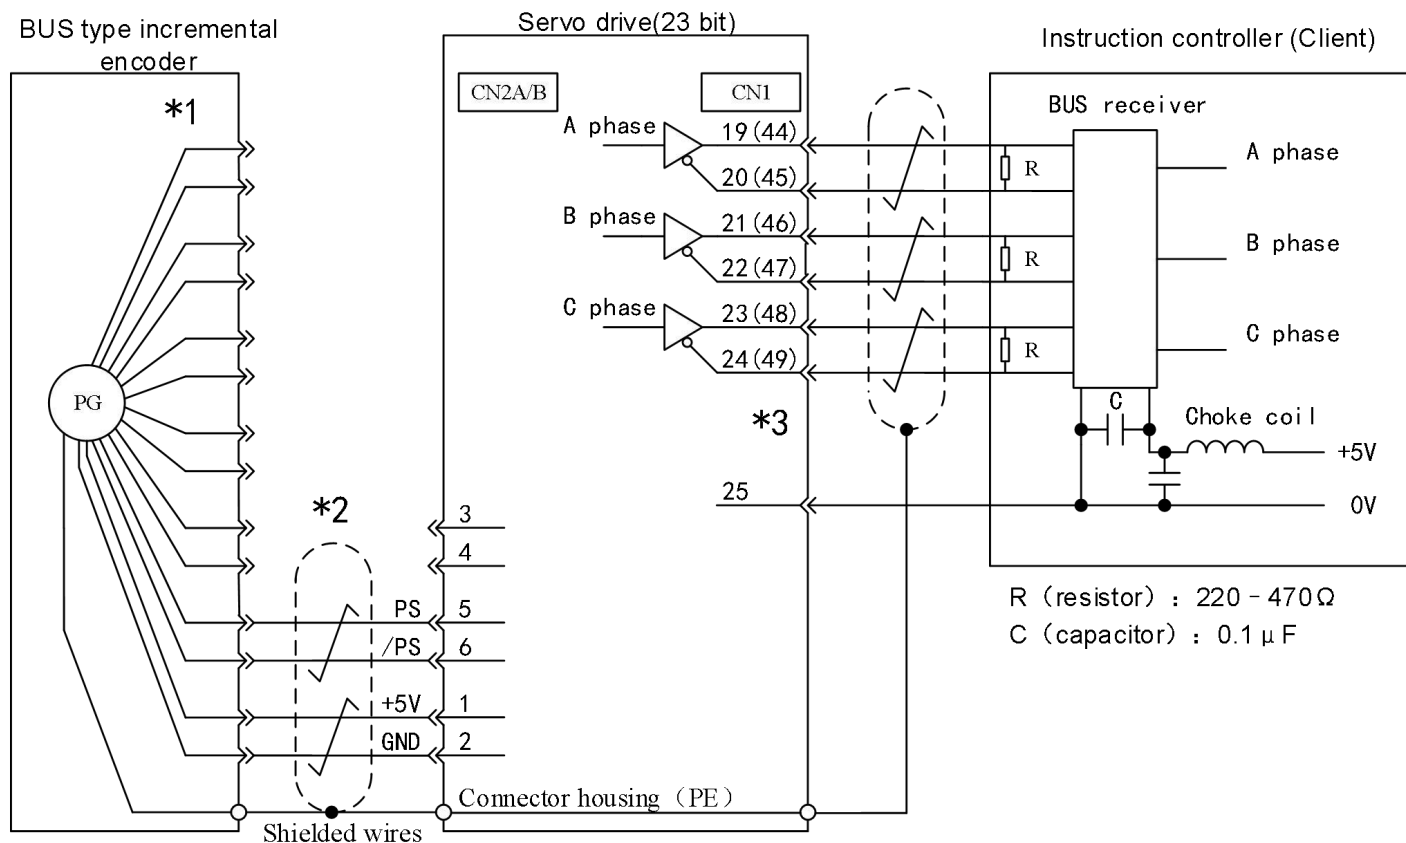 BUS type incremental
encoder
Servo drive(23 bit)
Instruction controller (Client)
*1
CN2A/B
CN1
BUS receiver
A phase
19(44)
20(45)
R
A phase
B phase
21(46)
22(47)
R
B phase
C phase
23(48)
24(49)
R
C phase
PG
*3
C
Choke coil
+5V
25
0V
*2
3
4
PS
5
/PS
6
+5V
1
GND
2
R（resistor）：220－470Ω
C（capacitor）：0.1μF
Connector housing（PE）
Shielded wires